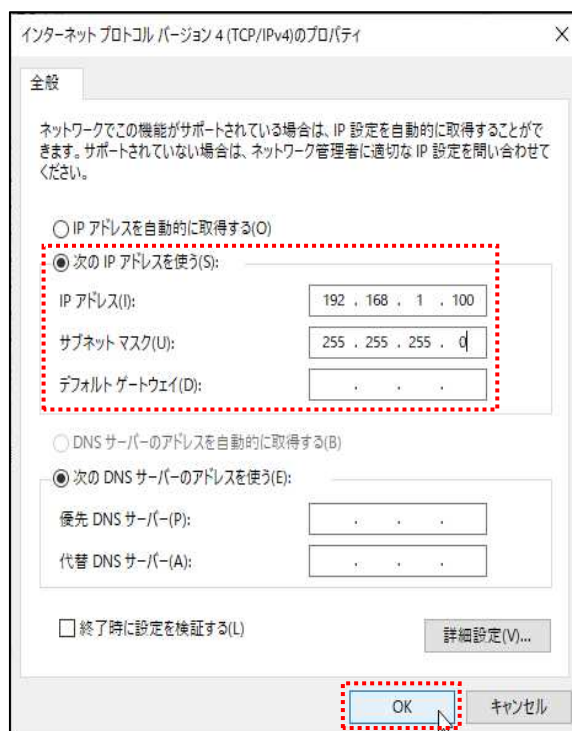 インターネット プロトコル バージョン 4 (TCP/IPv4)のプロパティ
全般
ネットワークでこの機能がサポートされている場合は、IP 設定を自動的に取得することがで
きます。サポートされていない場合は、ネットワーク管理者に適切な IP 設定を問い合わせて
ください。
IP アドレスを自動的に取得する(O)
次の IP アドレスを使う(S):
IP アドレス(I): 192 . 168 . 1 . 100
サブネット マスク(U): 255 . 255 . 255 . 0
デフォルト ゲートウェイ(D): . . .
DNS サーバーのアドレスを自動的に取得する(B)
次の DNS サーバーのアドレスを使う(E):
優先 DNS サーバー(P): . . .
代替 DNS サーバー(A): . . .
終了時に設定を検証する(L)
詳細設定(V)...
OK キャンセル